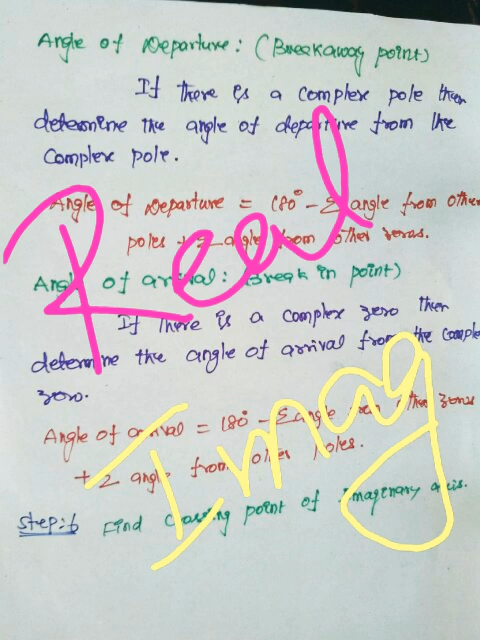 Angle of Departure: (Breakaway point)
If there is a complex pole then
determine the angle of departure from the
Complex pole.
Angle of Departure = 180° - Σ angle from other
poles + Σ angle from other zeros.
Angle of arrival: (Break in point)
If there is a complex zero then
determine the angle of arrival from the comple
zero.
Angle of arrival = 180° - Σ angle from other zeros
+ Σ angle from other poles.
Step:6 Find Crossing point of Imaginary axis.
Real
Imag